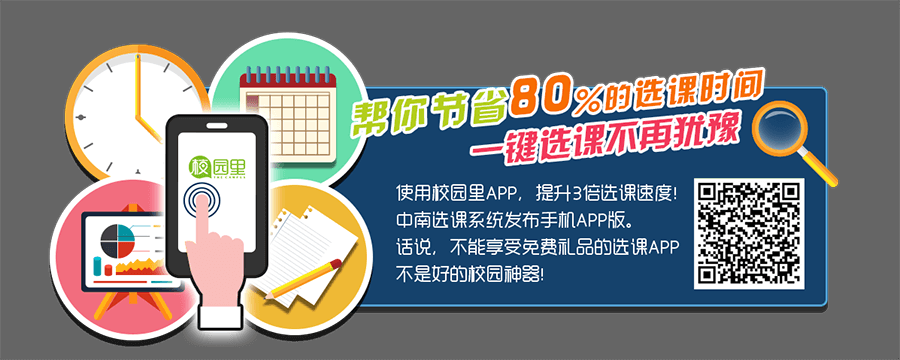 校园里
帮你节省80%的选课时间
一键选课不再犹豫
使用校园里APP，提升3倍选课速度!
中南选课系统发布手机APP版。
话说，不能享受免费礼品的选课APP
不是好的校园神器!